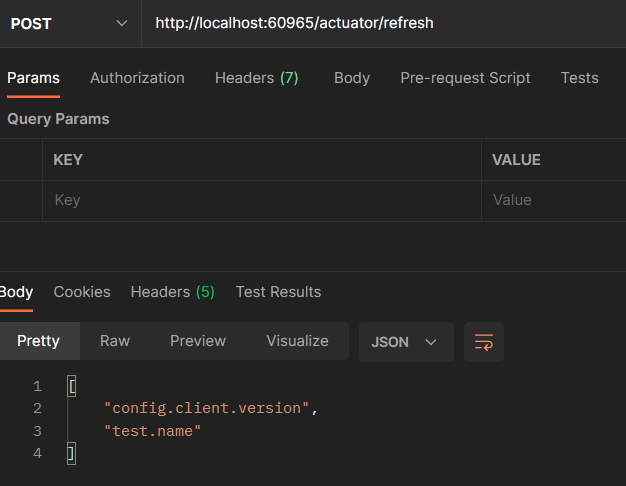 POST http://localhost:60965/actuator/refresh
Params Authorization Headers (7) Body Pre-request Script Tests
Query Params
KEY VALUE
Key Value
Body Cookies Headers (5) Test Results
Pretty Raw Preview Visualize JSON
1 [
2 "config.client.version",
3 "test.name"
4 ]